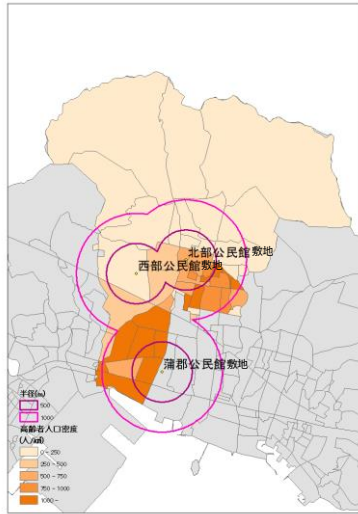 北部公民館敷地
西部公民館敷地
蒲郡公民館敷地
半径(m)
500
1000
高齢者人口密度
(人/k㎡)
0 - 250
250 - 500
500 - 750
750 - 1000
1000 -